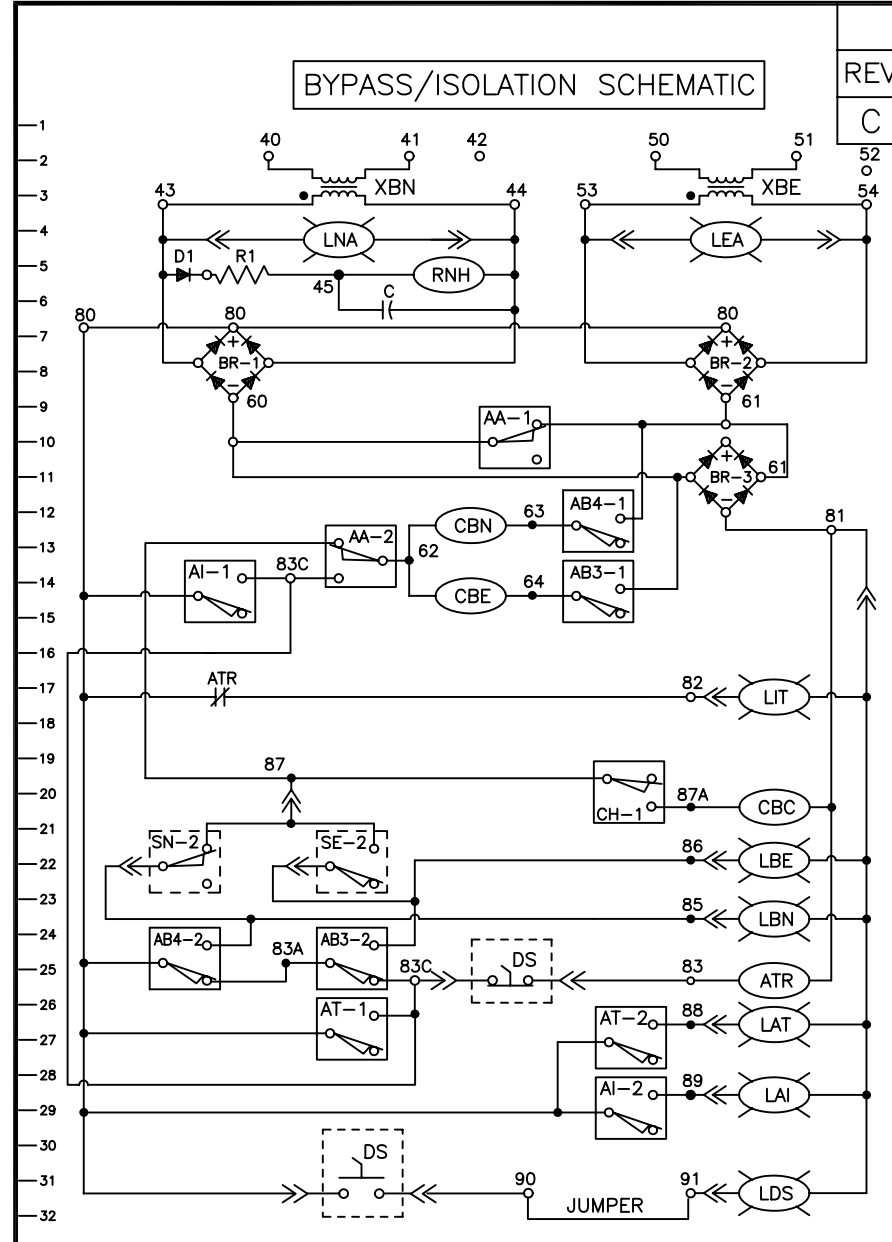 BYPASS/ISOLATION SCHEMATIC
REV
C
1
40 41 42 50 51
2
52
XBN XBE
3
43 44 53 54
4
LNA LEA
D1 R1
5
45 RNH
C
6
80 80 80
7
+ +
BR-1 BR-2
8
- -
60 61
9
AA-1
10
+
BR-3 61
11
-
AB4-1
12
63 81
CBN
AA-2
13
62
AI-1 83C AB3-1
14
64
CBE
15
16
ATR
17
82
LIT
18
19
87
20
87A
CH-1 CBC
21
SN-2 SE-2 86
22
LBE
23
85
LBN
24
AB4-2 83A AB3-2
83C DS 83
25
ATR
26
AT-1 AT-2 88
LAT
27
28
AI-2 89
LAI
29
30
DS
31
90 91
JUMPER LDS
32